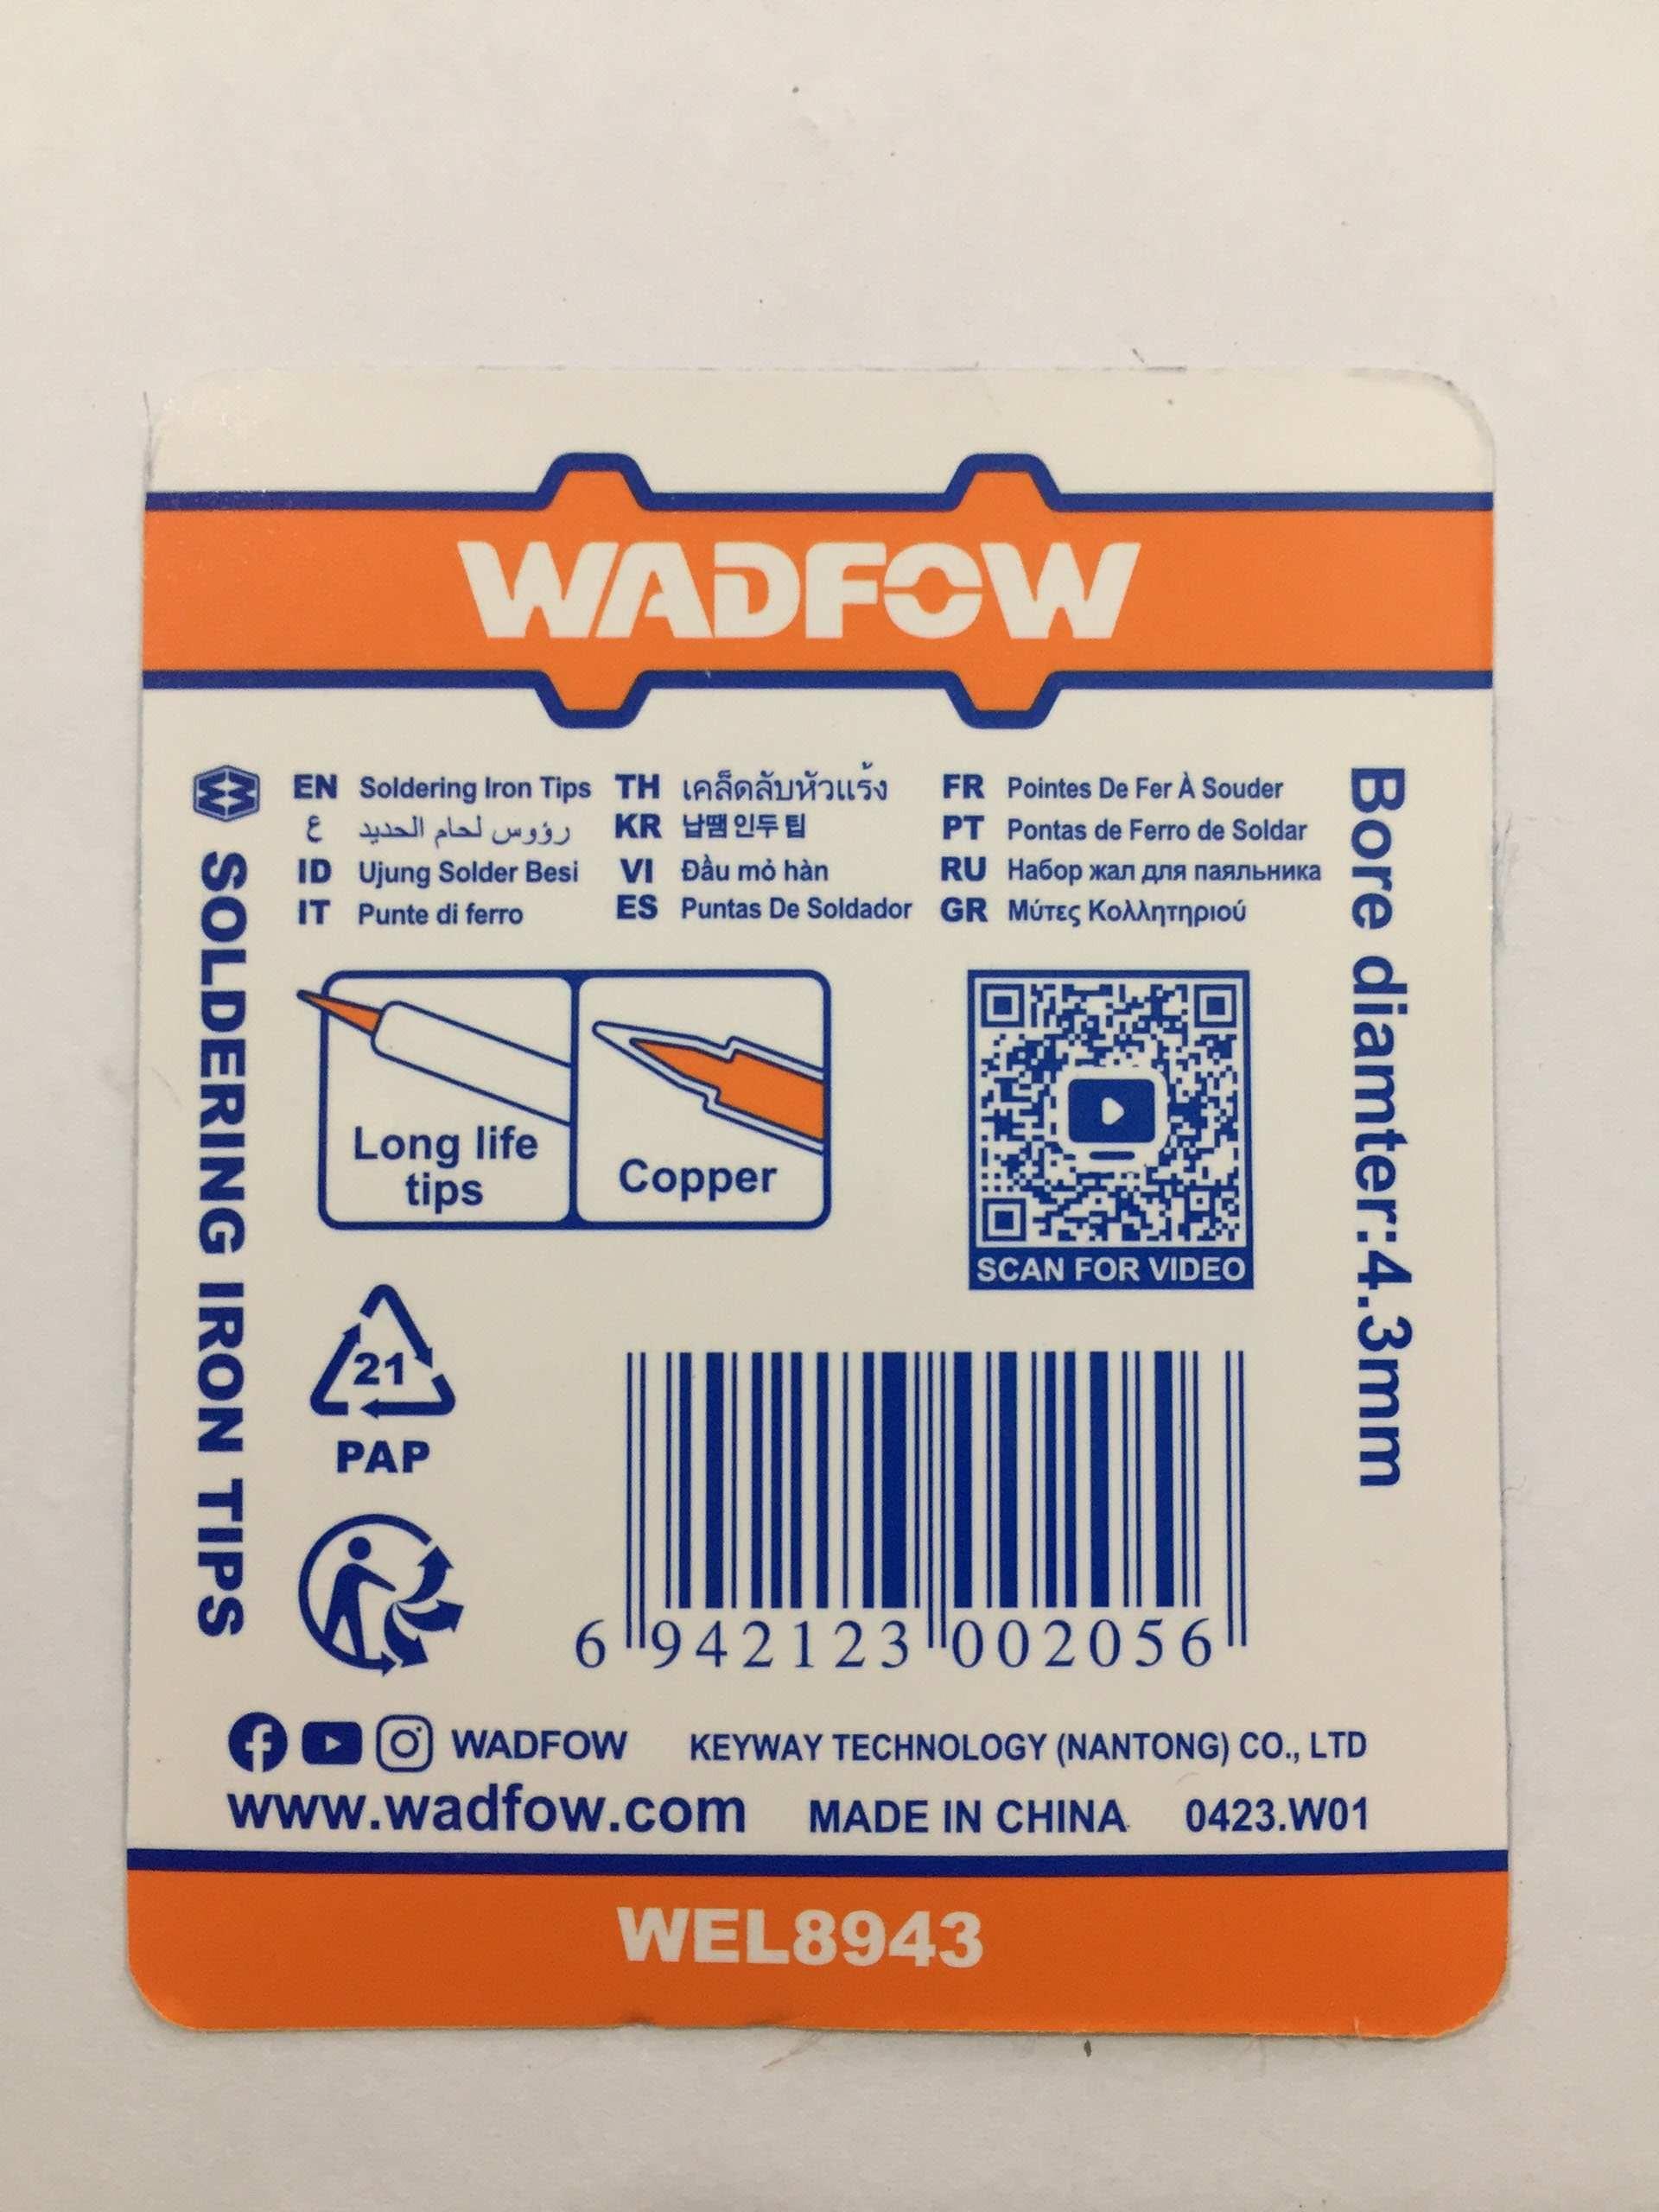 WADFOW
SOLDERING IRON TIPS
EN Soldering Iron Tips
ع رؤوس لحام الحديد
ID Ujung Solder Besi
IT Punte di ferro
TH เคล็ดลับหัวแร้ง
KR 납땜 인두 팁
VI Đầu mỏ hàn
ES Puntas De Soldador
FR Pointes De Fer À Souder
PT Pontas de Ferro de Soldar
RU Набор жал для паяльника
GR Μύτες Κολλητηριού
Bore diamter:4.3mm
Long life
tips
Copper
SCAN FOR VIDEO
21
PAP
6 942123 002056
WADFOW KEYWAY TECHNOLOGY (NANTONG) CO., LTD
www.wadfow.com MADE IN CHINA 0423.W01
WEL8943